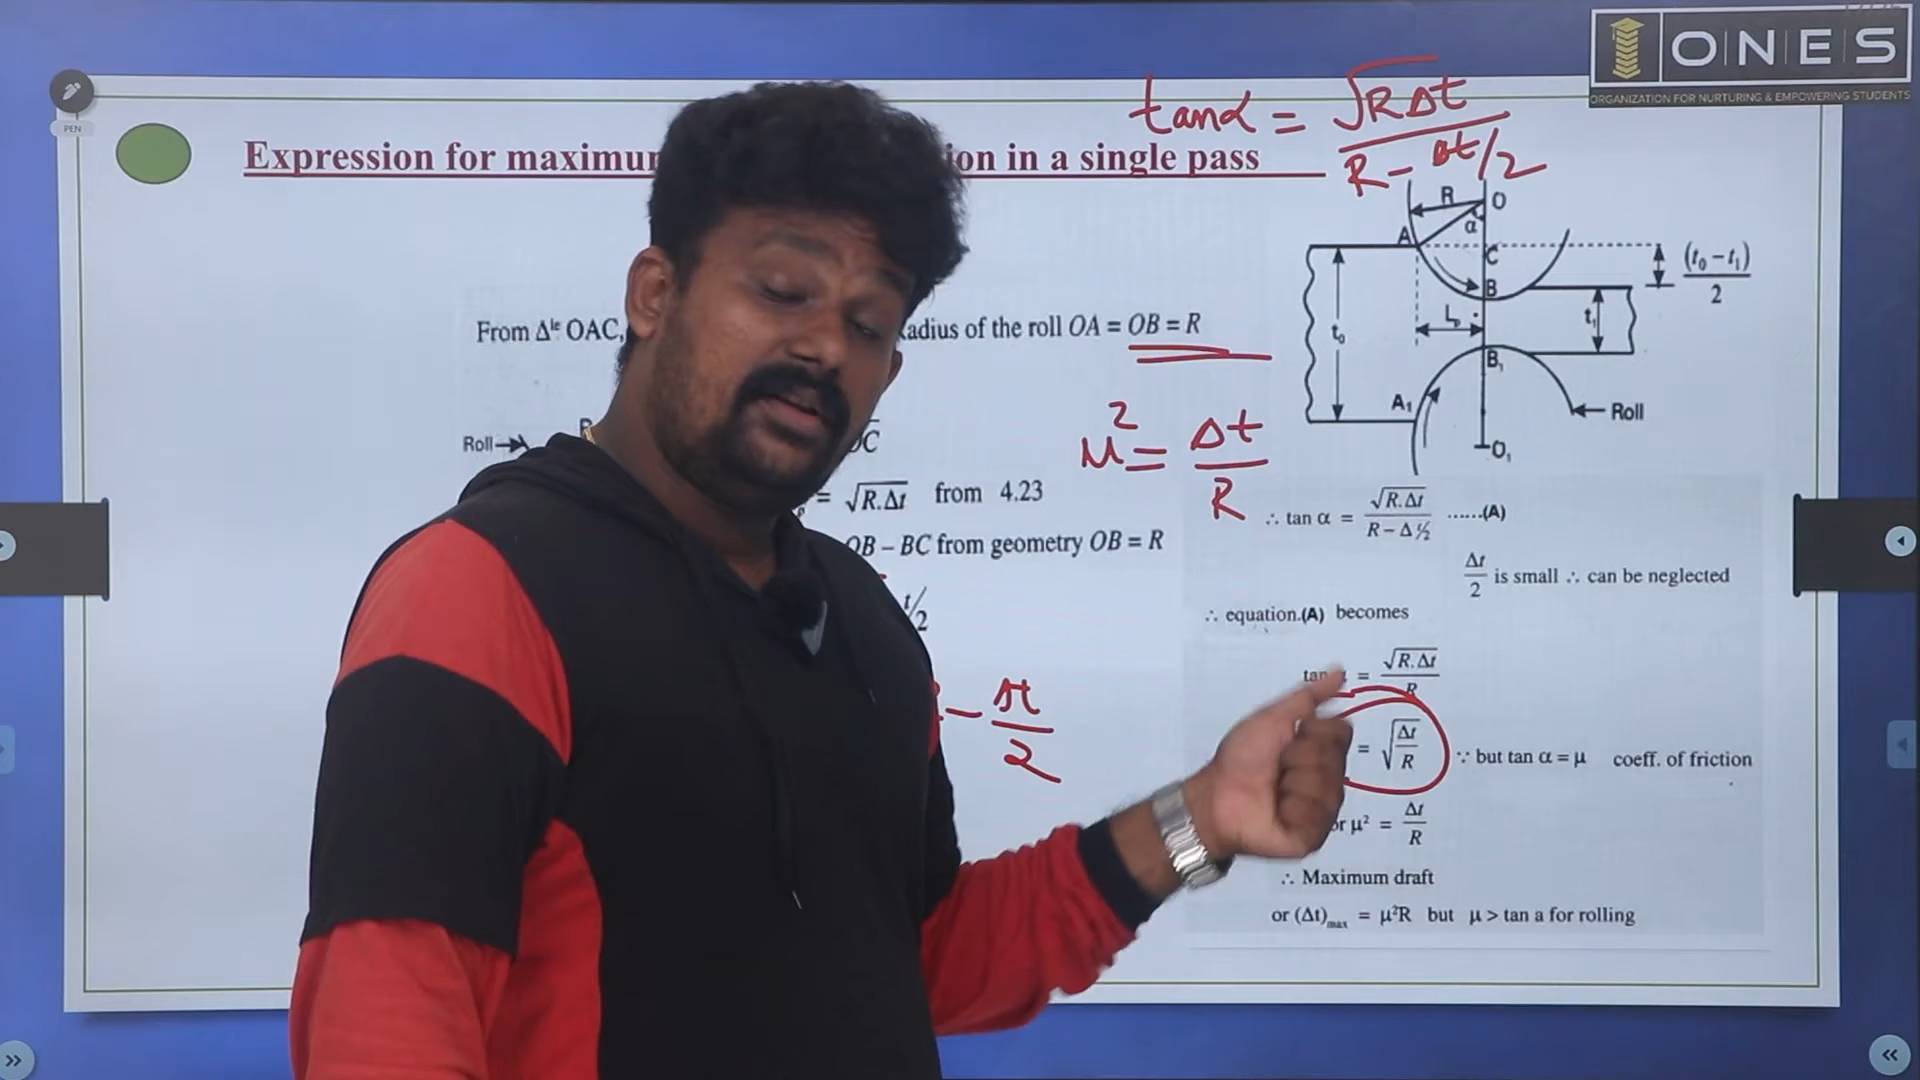 ONES
ORGANIZATION FOR NURTURING & EMPOWERING STUDENTS
PEN
tanα = √RΔt / R - Δt/2
Expression for in a single pass
R O
α
A
C
(t₀ – t₁) / 2
B
t₀ Lₚ t₁
B₁
A₁
Roll
O₁
From Δle OAC, radius of the roll OA = OB = R
μ² = Δt / R
Roll
= √R.Δt from 4.23
OB – BC from geometry OB = R
∴ tan α = √R.Δt / R – Δt/2 ......(A)
Δt/2 is small ∴ can be neglected
∴ equation.(A) becomes
tan = √R.Δt / R
= √Δt/R ∵ but tan α = μ coeff. of friction
or μ² = Δt / R
∴ Maximum draft
or (Δt)max = μ²R but μ > tan a for rolling